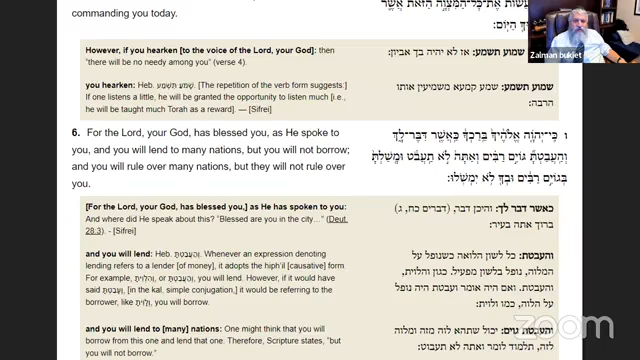 commanding you today.
עשות את־כל־המצוה הזאת אשר
היום:
However, if you hearken [to the voice of the Lord, your God]: then
"there will be no needy among you" (verse 4).
שמוע תשמע: אז לא יהיה בך אביון:
you hearken: Heb. שָׁמֹעַ תִּשְׁמַע. [The repetition of the verb form suggests:]
If one listens a little, he will be granted the opportunity to listen much [i.e.,
he will be taught much Torah as a reward]. — [Sifrei]
שמוע תשמע: שמע קמעא משמיעין אותו
הרבה:
6. For the Lord, your God, has blessed you, as He spoke to
you, and you will lend to many nations, but you will not borrow;
and you will rule over many nations, but they will not rule over
you.
ו כִּֽי־יְהֹוָ֤ה אֱלֹהֶ֨יךָ֙ בֵּֽרַכְךָ֔ כַּֽאֲשֶׁ֖ר דִּבֶּר־לָ֑ךְ
וְהַֽעֲבַטְתָּ֞ גּוֹיִ֣ם רַבִּ֗ים וְאַתָּה֙ לֹ֣א תַֽעֲבֹ֔ט וּמָֽשַׁלְתָּ֙
בְּגוֹיִ֣ם רַבִּ֔ים וּבְךָ֖ לֹ֥א יִמְשֹֽׁלוּ:
[For the Lord, your God, has blessed you,] as He has spoken to you:
And where did He speak about this? "Blessed are you in the city…" (Deut.
28:3). - [Sifrei]
כאשר דבר לך: והיכן דבר, (דברים כח, ג)
ברוך אתה בעיר:
and you will lend: Heb. וְהַעֲבַטְתָּ. Whenever an expression denoting
lending refers to a lender [of money], it adopts the hiph'il [causative] form.
For example, וְהִלְוִיתָ, or וְהַעֲבַטְתָּ, you will lend. However, if it would have
said וְעָבַטְתָּ, [in the kal, simple conjugation,] it would be referring to the
borrower, like וְלָוִיתָ, you will borrow.
והעבטת: כל לשון הלואה כשנופל על
המלוה, נופל בלשון מפעיל. כגון והלוית,
והעבטת. ואם היה אומר ועבטת היה נופל
על הלוה, כמו ולוית:
and you will lend to [many] nations: One might think that you will
borrow from this one and lend that one. Therefore, Scripture states, "but
you will not borrow."
והעבטת גוים: יכול שתהא לוה מזה ומלוה
לזה, תלמוד לומר ואתה לא תעבוט:
Zalman bukiet
zoom